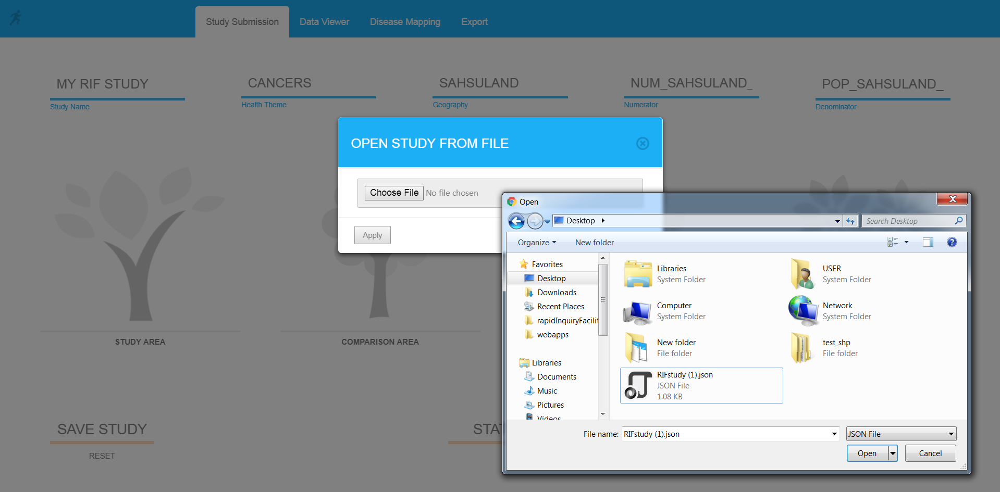 Study Submission
Data Viewer
Disease Mapping
Export
MY RIF STUDY
Study Name
CANCERS
Health Theme
SAHSULAND
Geography
NUM_SAHSULAND_
Numerator
POP_SAHSULAND_
Denominator
OPEN STUDY FROM FILE
Choose File No file chosen
Apply
STUDY AREA
COMPARISON AREA
SAVE STUDY
RESET
STAT
Open
Desktop
Search Desktop
Organize
New folder
Favorites
Desktop
Downloads
Recent Places
rapidInquiryFacilit
webapps
Libraries
Documents
Music
Pictures
Videos
Libraries
System Folder
USER
System Folder
Computer
System Folder
Network
System Folder
New folder
File folder
test_shp
File folder
RIFstudy (1).json
JSON File
1.08 KB
File name: RIFstudy (1).json
JSON File
Open
Cancel